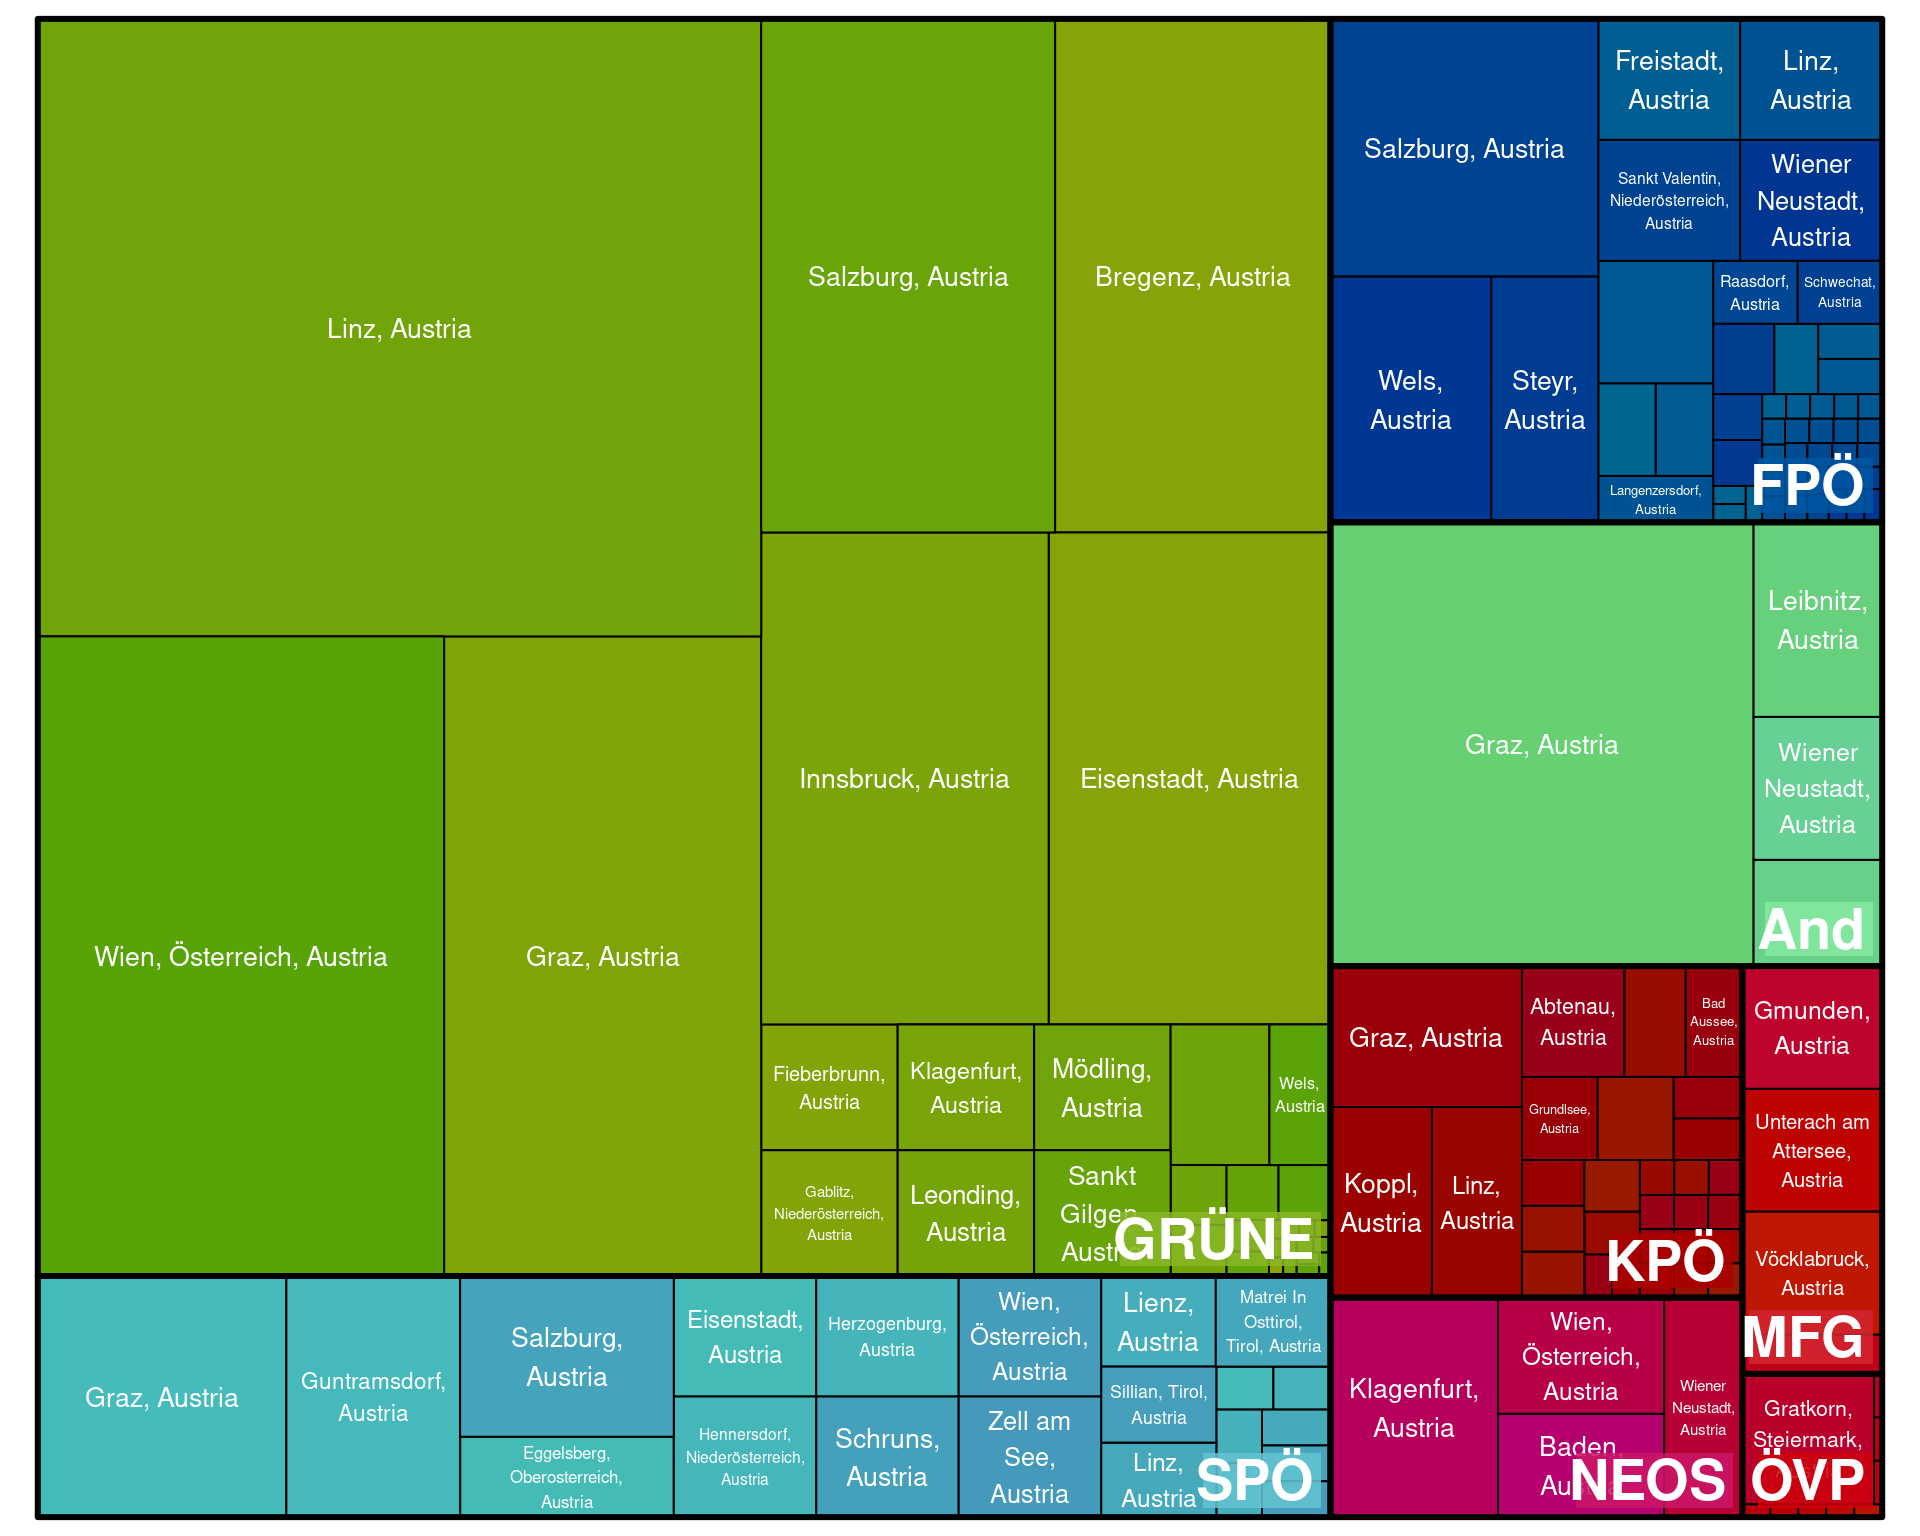 Linz, Austria
Salzburg, Austria
Bregenz, Austria
Wien, Österreich, Austria
Graz, Austria
Innsbruck, Austria
Eisenstadt, Austria
Fieberbrunn,
Austria
Klagenfurt,
Austria
Mödling,
Austria
Wels,
Austria
Gablitz,
Niederösterreich,
Austria
Leonding,
Austria
Sankt
Gilgen
Austr
GRÜNE
Salzburg, Austria
Freistadt,
Austria
Linz,
Austria
Sankt Valentin,
Niederösterreich,
Austria
Wiener
Neustadt,
Austria
Wels,
Austria
Steyr,
Austria
Raasdorf,
Austria
Schwechat,
Austria
Langenzersdorf,
Austria
FPÖ
Graz, Austria
Leibnitz,
Austria
Wiener
Neustadt,
Austria
And
Graz, Austria
Abtenau,
Austria
Bad
Aussee,
Austria
Koppl,
Austria
Linz,
Austria
Grundlsee,
Austria
KPÖ
Gmunden,
Austria
Unterach am
Attersee,
Austria
Vöcklabruck,
Austria
MFG
Graz, Austria
Guntramsdorf,
Austria
Salzburg,
Austria
Eggelsberg,
Oberosterreich,
Austria
Eisenstadt,
Austria
Hennersdorf,
Niederösterreich,
Austria
Herzogenburg,
Austria
Schruns,
Austria
Wien,
Österreich,
Austria
Zell am
See,
Austria
Lienz,
Austria
Matrei In
Osttirol,
Tirol, Austria
Sillian, Tirol,
Austria
Linz,
Austria
SPÖ
Klagenfurt,
Austria
Wien,
Österreich,
Austria
Baden,
Au
Wiener
Neustadt,
Austria
NEOS
Gratkorn,
Steiermark,
ÖVP